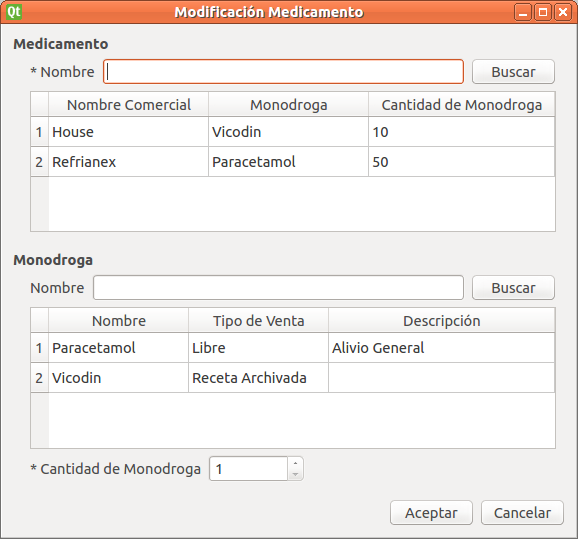 Qt Modificación Medicamento
Medicamento
* Nombre Buscar
Nombre Comercial Monodroga Cantidad de Monodroga
1 House Vicodin 10
2 Refrianex Paracetamol 50
Monodroga
Nombre Buscar
Nombre Tipo de Venta Descripción
1 Paracetamol Libre Alivio General
2 Vicodin Receta Archivada
* Cantidad de Monodroga 1
Aceptar Cancelar